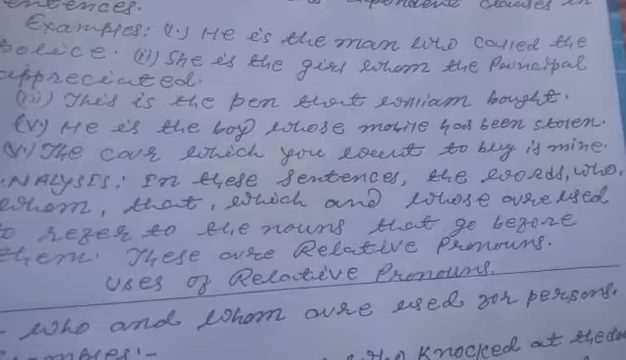 entences. dependent clauses in
Examples: (i.) He is the man who called the
police. (ii) She is the girl whom the Principal
appreciated.
(iii) This is the pen that William bought.
(v) He is the boy whose mobile has been stolen.
(v.) The car which you want to buy is mine.
ANALYSIS: In these sentences, the words, who,
whom, that, which and whose are used
to refer to the nouns that go before
them. These are Relative Pronouns.
Uses of Relative Pronouns.
- Who and whom are used for persons.
knocked at the